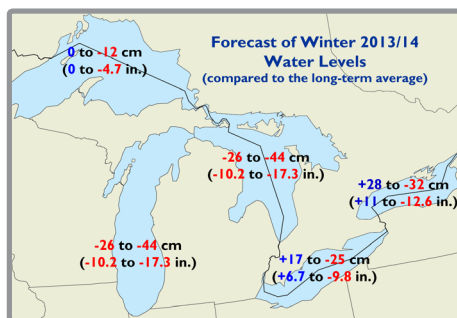 Forecast of Winter 2013/14
Water Levels
(compared to the long-term average)
0 to -12 cm
(0 to -4.7 in.)
-26 to -44 cm
(-10.2 to -17.3 in.)
+28 to -32 cm
(+11 to -12.6 in.)
-26 to -44 cm
(-10.2 to -17.3 in.)
+17 to -25 cm
(+6.7 to -9.8 in.)